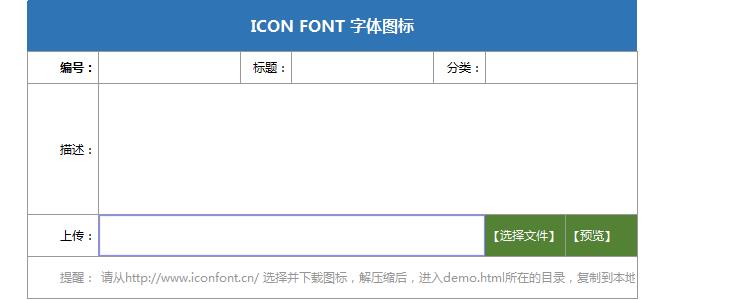 ICON FONT 字体图标
编号： 标题： 分类：
描述：
上传： 【选择文件】 【预览】
提醒： 请从http://www.iconfont.cn/ 选择并下载图标，解压缩后，进入demo.html所在的目录，复制到本地